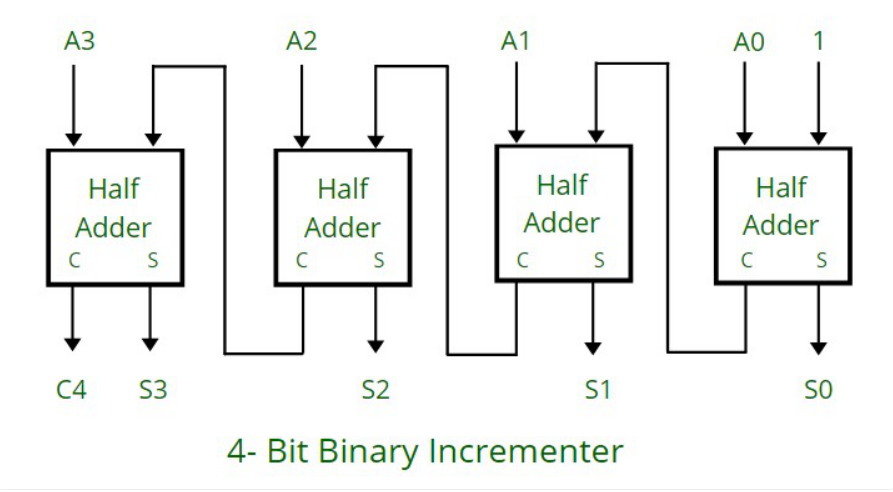 A3 A2 A1 A0 1
Half Half Half Half
Adder Adder Adder Adder
C S C S C S C S
C4 S3 S2 S1 S0
4- Bit Binary Incrementer